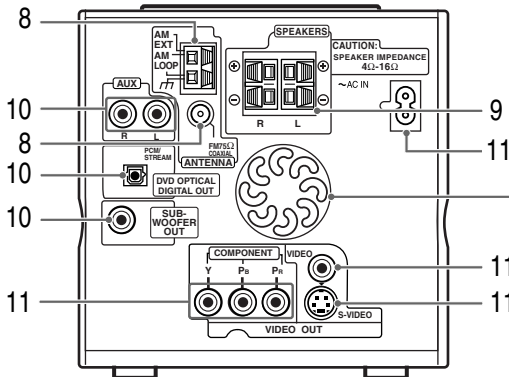 8
AM
EXT
AM
LOOP
SPEAKERS
CAUTION:
SPEAKER IMPEDANCE
4Ω-16Ω
~AC IN
R L
9
11
AUX
10
R L
8
FM75Ω
COAXIAL
ANTENNA
PCM/
STREAM
10
DVD OPTICAL
DIGITAL OUT
10
SUB-
WOOFER
OUT
COMPONENT
Y PB PR
VIDEO
11
11
11
S-VIDEO
VIDEO OUT